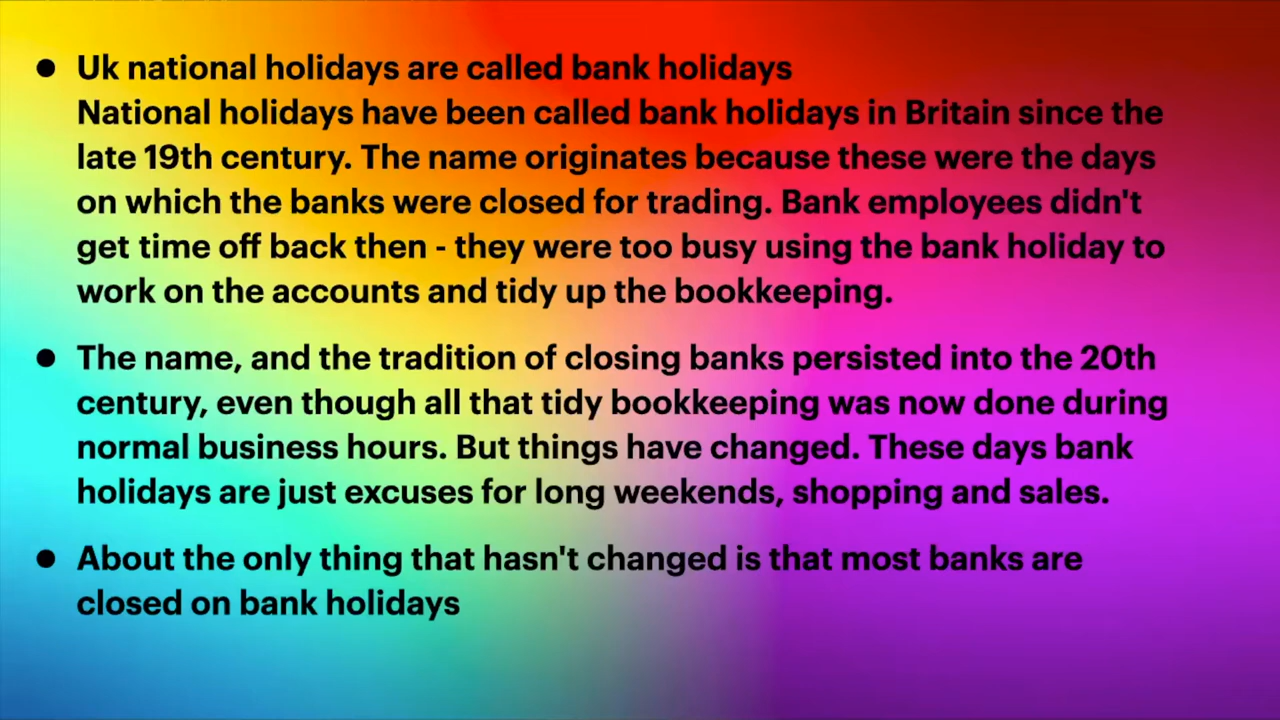 ● Uk national holidays are called bank holidays
National holidays have been called bank holidays in Britain since the
late 19th century. The name originates because these were the days
on which the banks were closed for trading. Bank employees didn't
get time off back then - they were too busy using the bank holiday to
work on the accounts and tidy up the bookkeeping.
● The name, and the tradition of closing banks persisted into the 20th
century, even though all that tidy bookkeeping was now done during
normal business hours. But things have changed. These days bank
holidays are just excuses for long weekends, shopping and sales.
● About the only thing that hasn't changed is that most banks are
closed on bank holidays